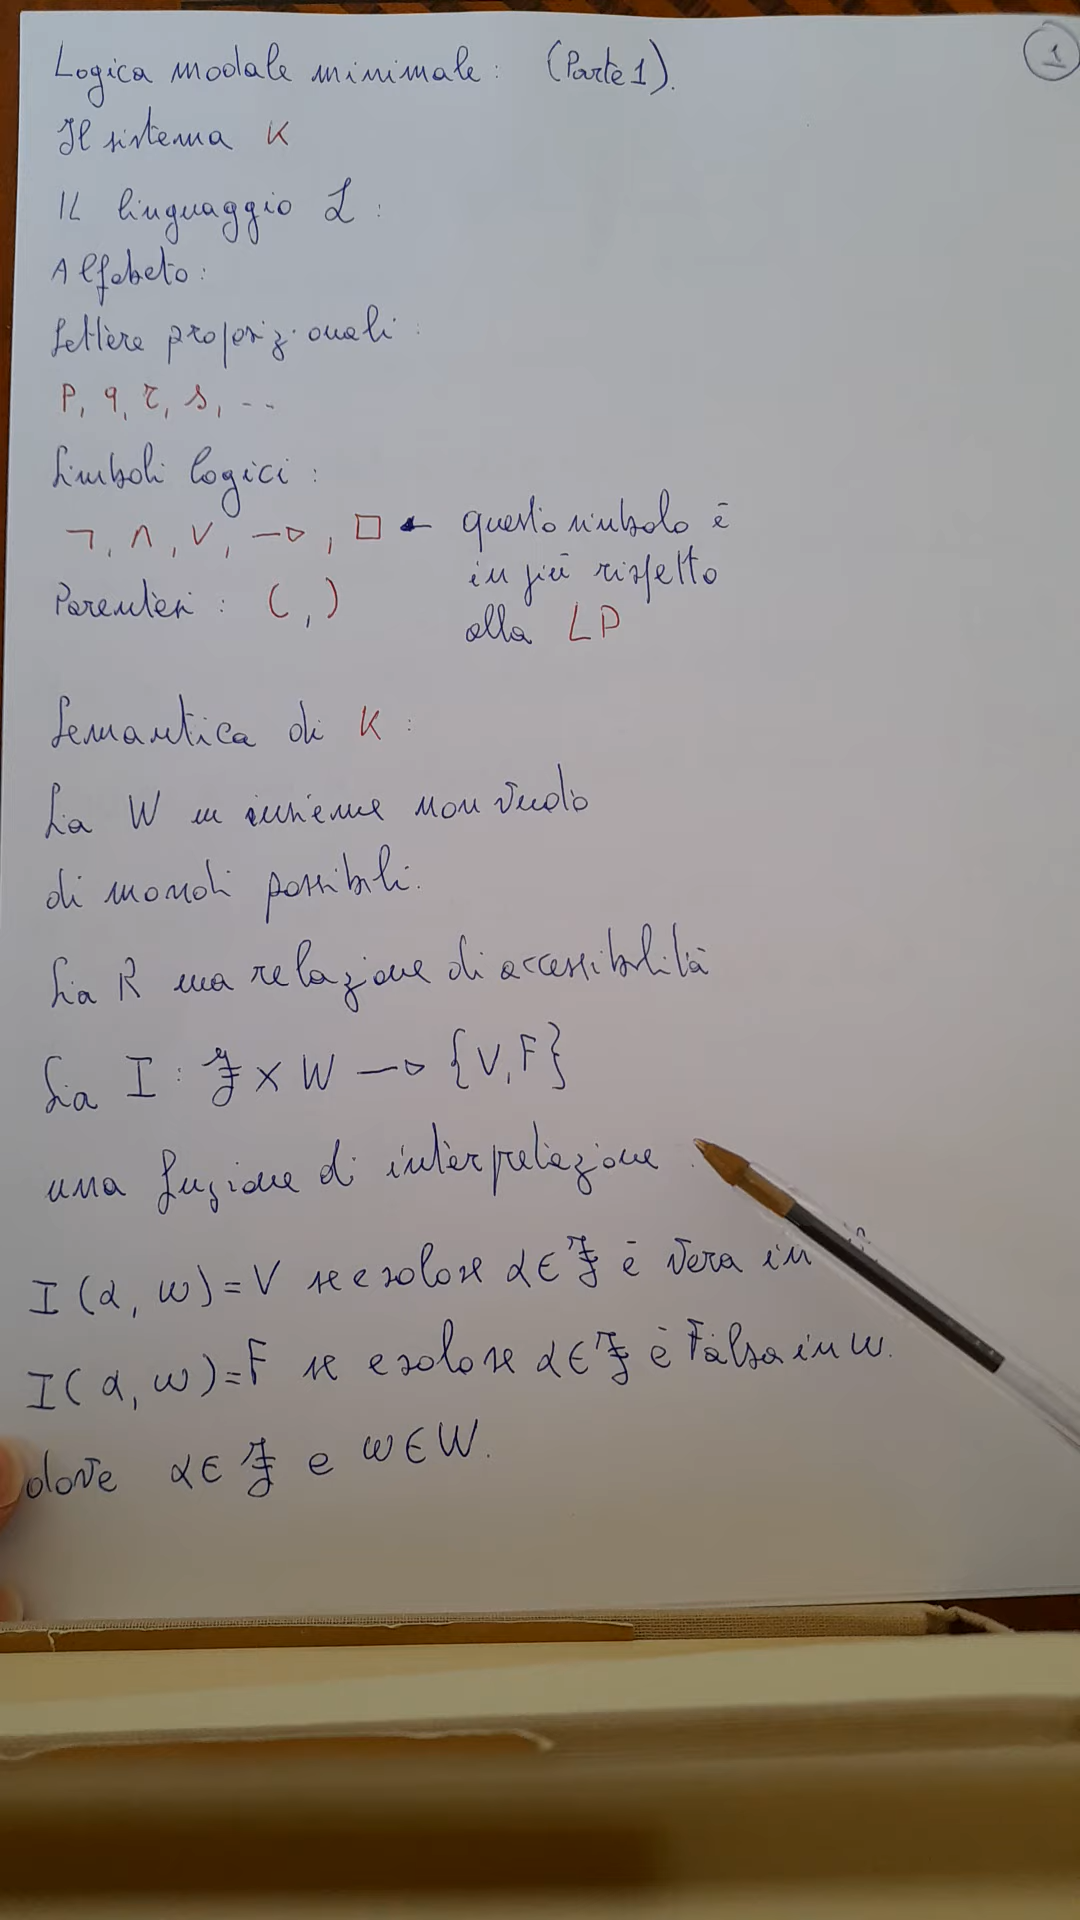 1
Logica modale minimale: (Parte 1).
Il sistema K
IL linguaggio L :
Alfabeto:
Lettere proposizionali :
p, q, r, s, --
Simboli logici :
¬, ∧, ∨, →, □ ← questo simbolo è
in più rispetto
alla LP
Parentesi : (,)
Semantica di K :
Sia W un insieme non vuoto
di mondi possibili.
Sia R una relazione di accessibilità
Sia I : F × W → {V,F}
una funzione di interpretazione :
I (α, w)=V se e solo se α ∈ F è vera in
I (α, w)=F se e solo se α ∈ F è Falsa in w.
dove α ∈ F e w ∈ W.